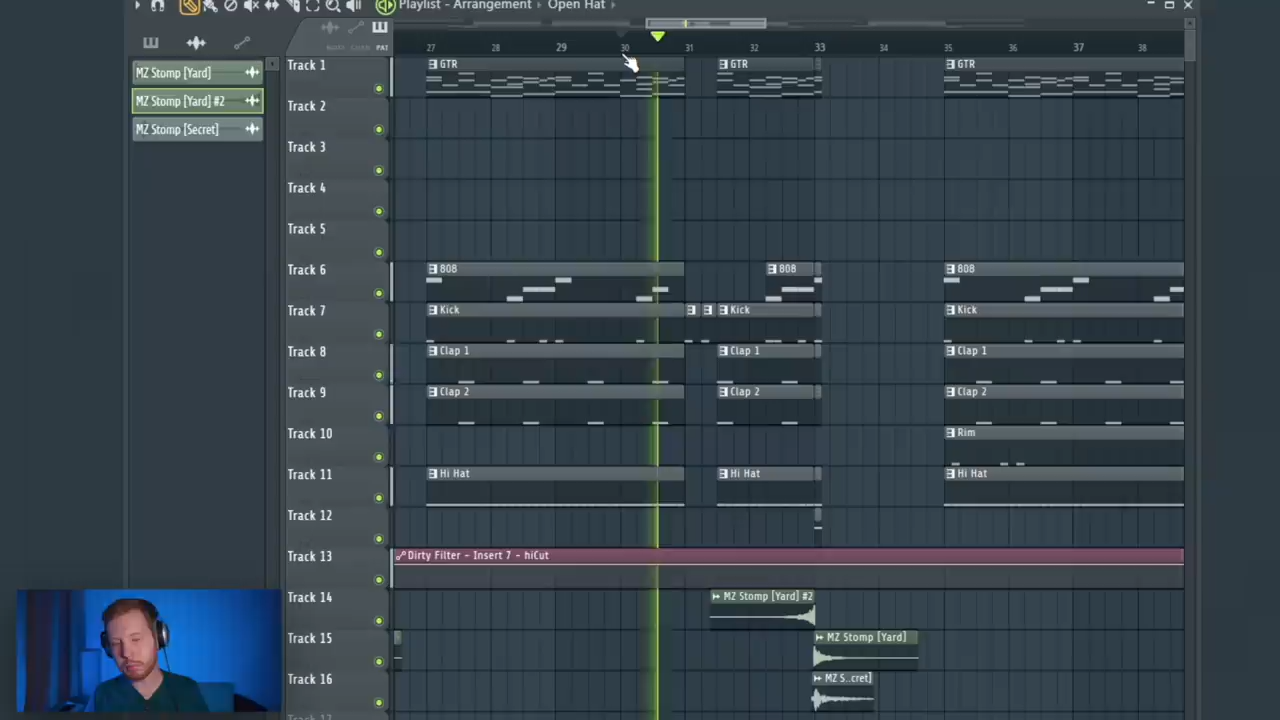 Playlist - Arrangement › Open Hat ›
NOTE CHAN PAT
27 28 29 30 31 32 33 34 35 36 37 38
MZ Stomp [Yard]
MZ Stomp [Yard] #2
MZ Stomp [Secret]
Track 1 GTR GTR GTR
Track 2
Track 3
Track 4
Track 5
Track 6 808 808 808
Track 7 Kick Kick Kick
Track 8 Clap 1 Clap 1 Clap 1
Track 9 Clap 2 Clap 2 Clap 2
Track 10 Rim
Track 11 Hi Hat Hi Hat Hi Hat
Track 12
Track 13 Dirty Filter - Insert 7 - hiCut
Track 14 MZ Stomp [Yard] #2
Track 15 MZ Stomp [Yard]
Track 16 MZ S..cret]